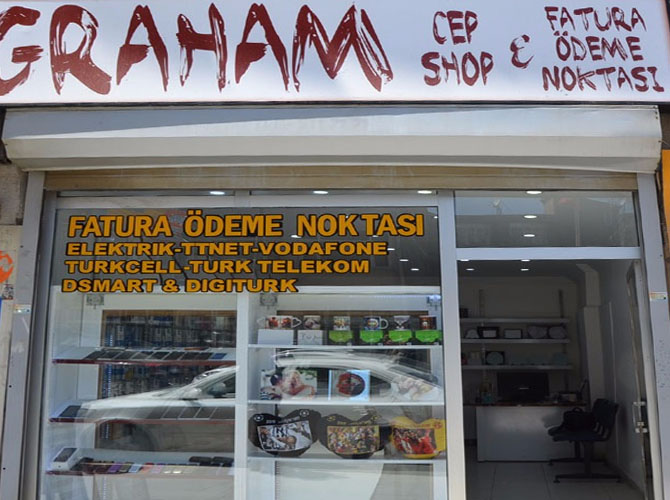 GRAHAM
CEP
SHOP
&
FATURA
ÖDEME
NOKTASI
FATURA ÖDEME NOKTASI
ELEKTRIK-TTNET-VODAFONE
TURKCELL-TURK TELEKOM
DSMART & DIGITURK